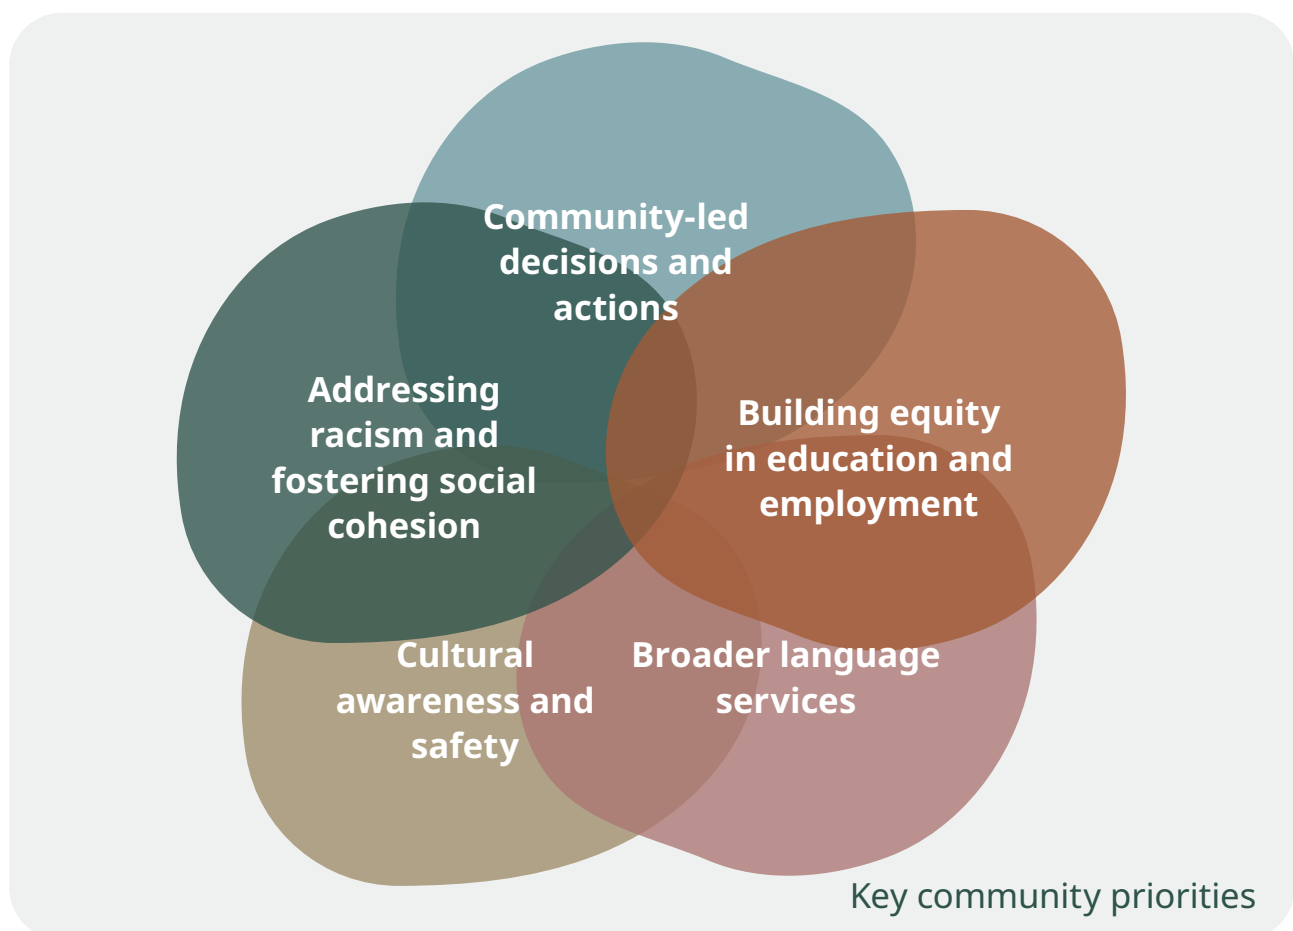 Community-led
decisions and
actions
Addressing
racism and
fostering social
cohesion
Building equity
in education and
employment
Cultural
awareness and
safety
Broader language
services
Key community priorities